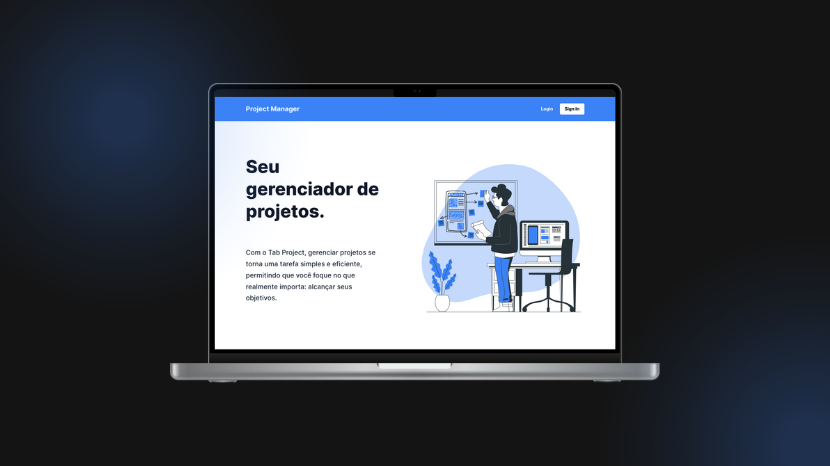 Project Manager
Login
Sign In
Seu
gerenciador de
projetos.
Com o Tab Project, gerenciar projetos se
torna uma tarefa simples e eficiente,
permitindo que você foque no que
realmente importa: alcançar seus
objetivos.